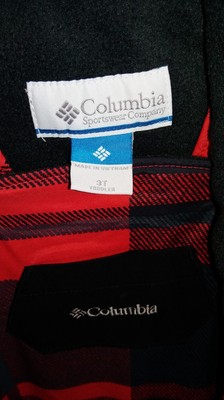 Columbia
Sportswear Company
MADE IN VIETNAM
3T
TODDLER
Columbia